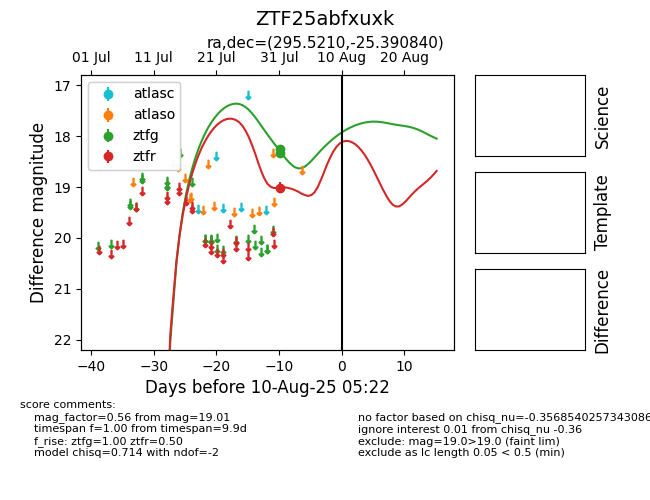 ZTF25abfxuxk
ra,dec=(295.5210,-25.390840)
01 Jul 11 Jul 21 Jul 31 Jul 10 Aug 20 Aug
17
18
19
20
21
22
Difference magnitude
atlasc
atlaso
ztfg
ztfr
−40 −30 −20 −10 0 10
Days before 10-Aug-25 05:22
Science
Template
Difference
score comments:
mag_factor=0.56 from mag=19.01
timespan f=1.00 from timespan=9.9d
f_rise: ztfg=1.00 ztfr=0.50
model chisq=0.714 with ndof=-2
no factor based on chisq_nu=-0.3568540257343086
ignore interest 0.01 from chisq_nu -0.36
exclude: mag=19.0>19.0 (faint lim)
exclude as lc length 0.05 < 0.5 (min)